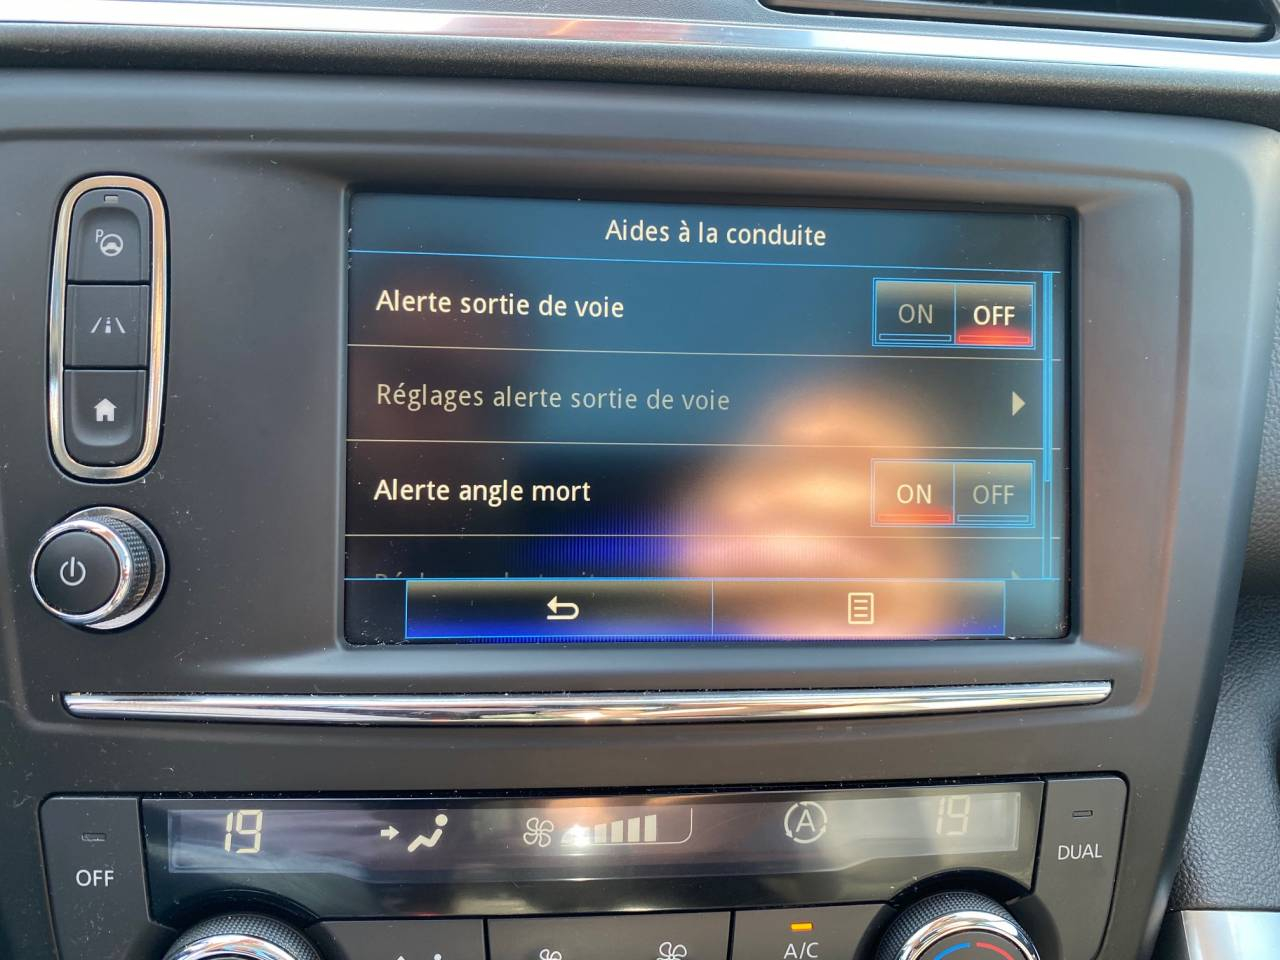 Aides à la conduite
Alerte sortie de voie
ON OFF
Réglages alerte sortie de voie
Alerte angle mort
ON OFF
P
19
A
19
OFF
DUAL
A/C